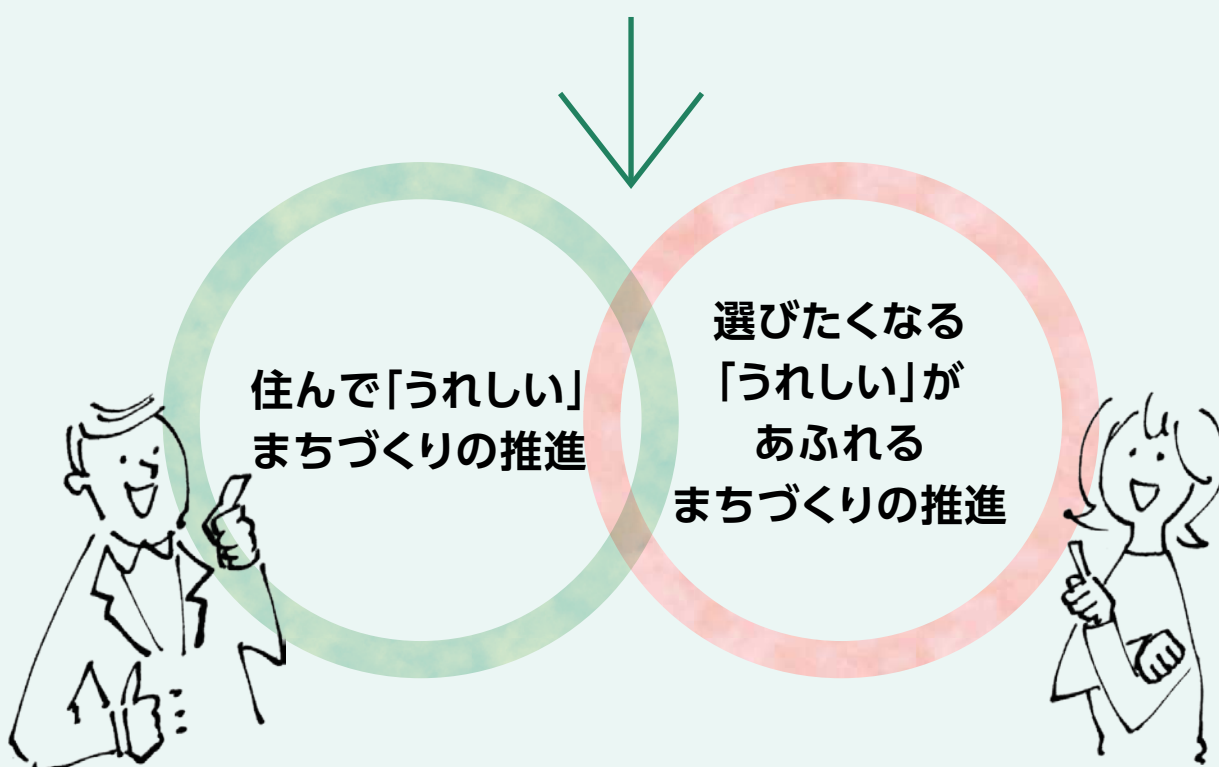 住んで「うれしい」
まちづくりの推進
選びたくなる
「うれしい」が
あふれる
まちづくりの推進